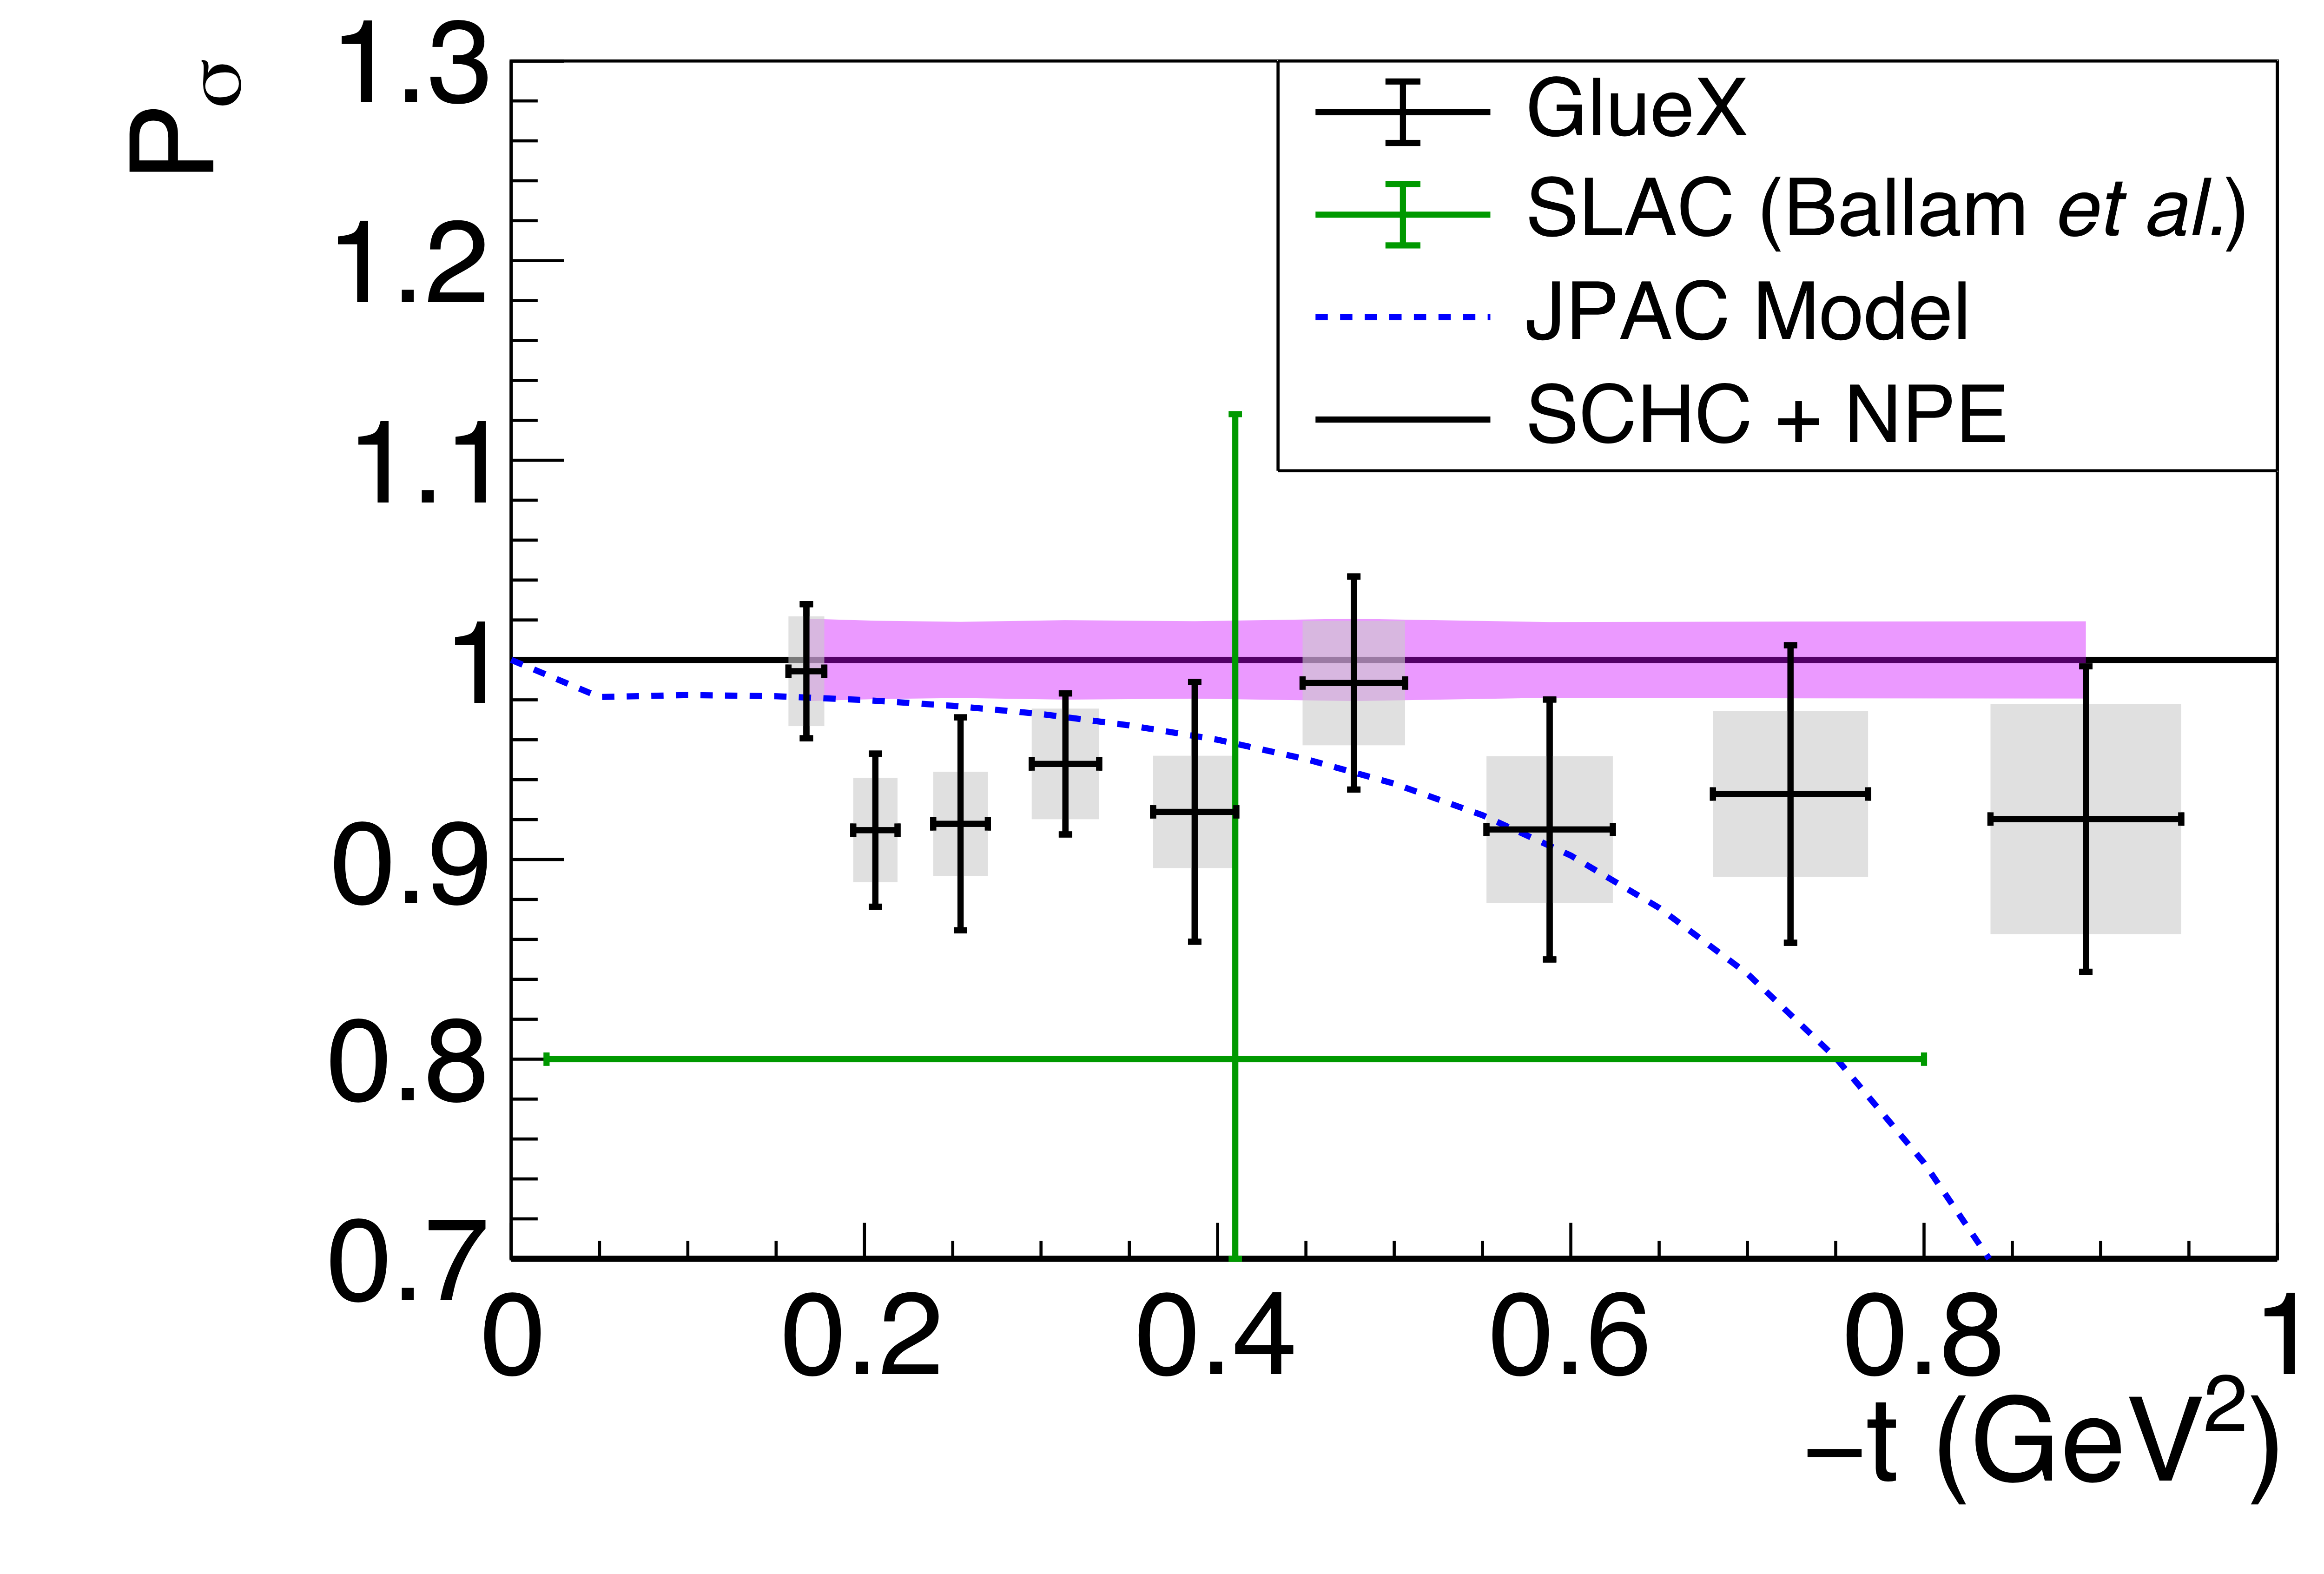 P_σ
1.3
1.2
1.1
1
0.9
0.8
0.7
GlueX
SLAC (Ballam et al.)
JPAC Model
SCHC + NPE
0 0.2 0.4 0.6 0.8 1
−t (GeV²)